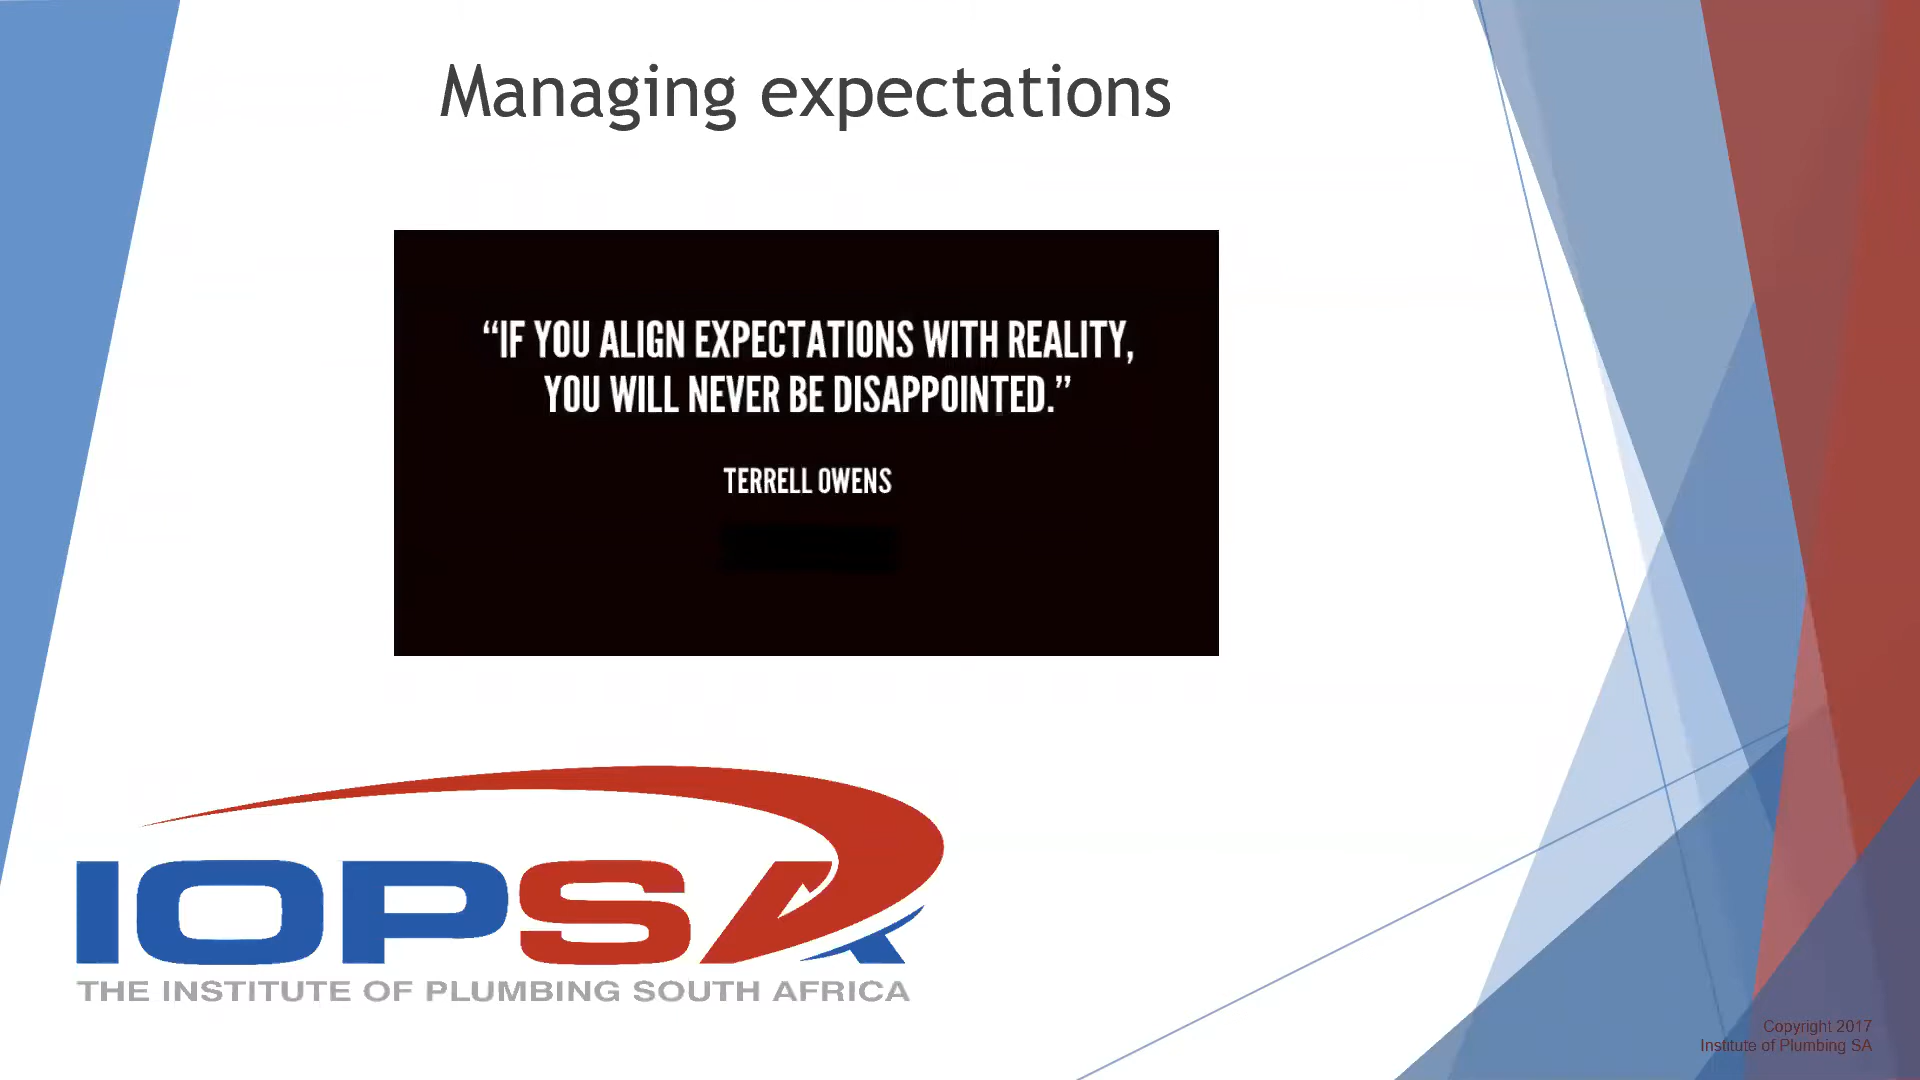 Managing expectations
“IF YOU ALIGN EXPECTATIONS WITH REALITY,
YOU WILL NEVER BE DISAPPOINTED.”
TERRELL OWENS
IOPSA
THE INSTITUTE OF PLUMBING SOUTH AFRICA
Copyright 2017
Institute of Plumbing SA